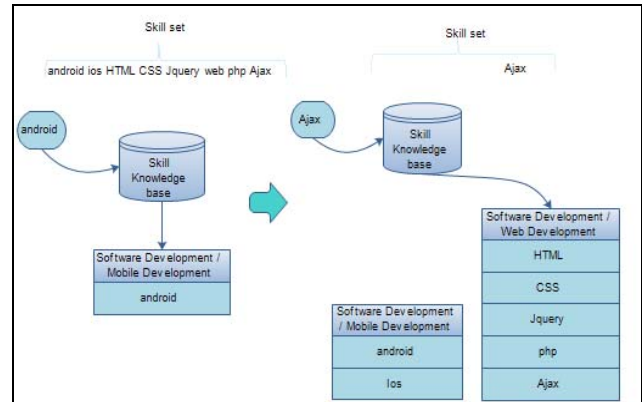 Skill set
android ios HTML CSS Jquery web php Ajax
android
Skill
Knowledge
base
Software Development /
Mobile Development
android
Skill set
Ajax
Ajax
Skill
Knowledge
base
Software Development /
Web Development
HTML
CSS
Jquery
php
Ajax
Software Development
/ Mobile Development
android
Ios